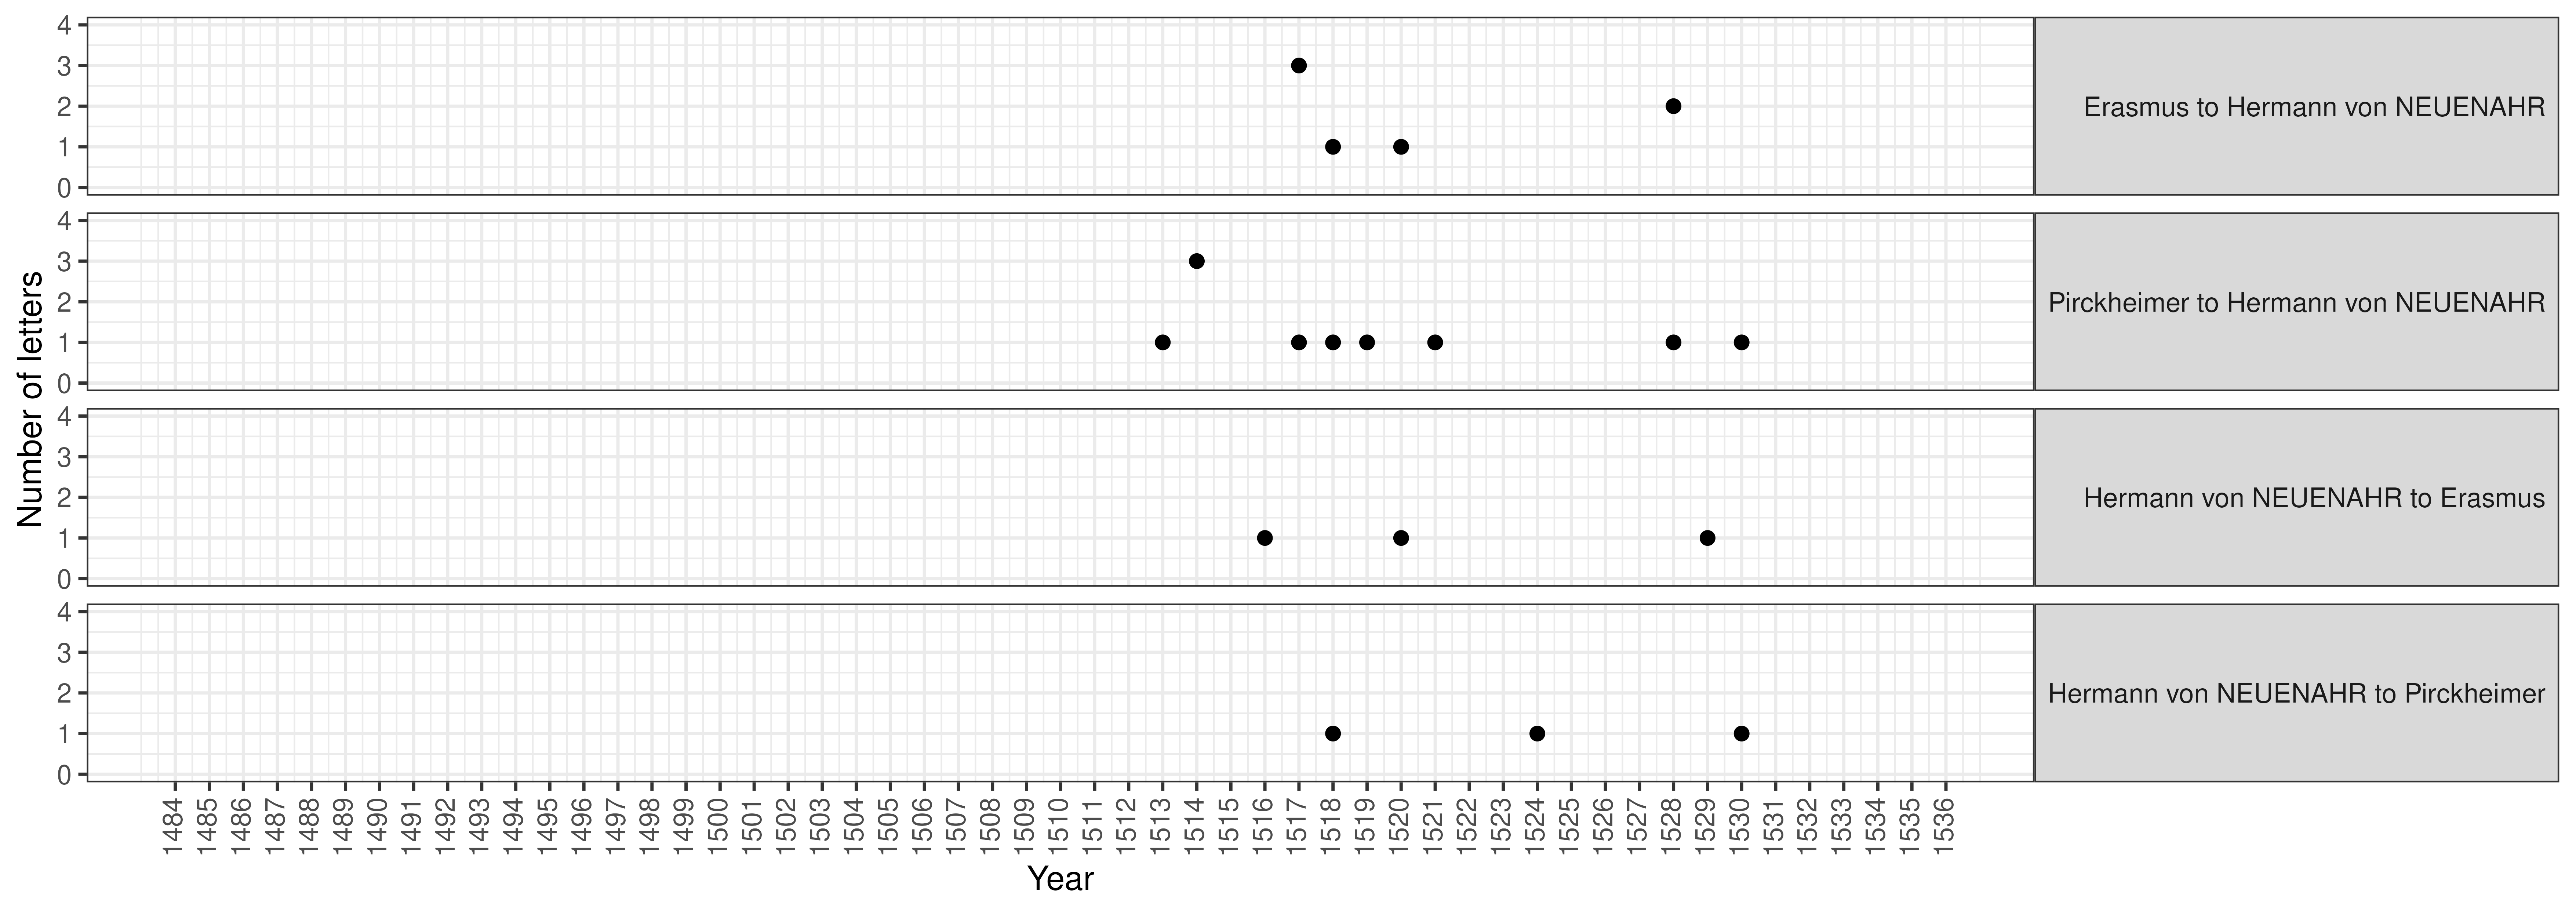 4
3
2
1
0
Erasmus to Hermann von NEUENAHR
4
3
2
1
0
Pirckheimer to Hermann von NEUENAHR
4
3
2
1
0
Hermann von NEUENAHR to Erasmus
4
3
2
1
0
Hermann von NEUENAHR to Pirckheimer
Number of letters
1484 1485 1486 1487 1488 1489 1490 1491 1492 1493 1494 1495 1496 1497 1498 1499 1500 1501 1502 1503 1504 1505 1506 1507 1508 1509 1510 1511 1512 1513 1514 1515 1516 1517 1518 1519 1520 1521 1522 1523 1524 1525 1526 1527 1528 1529 1530 1531 1532 1533 1534 1535 1536
Year